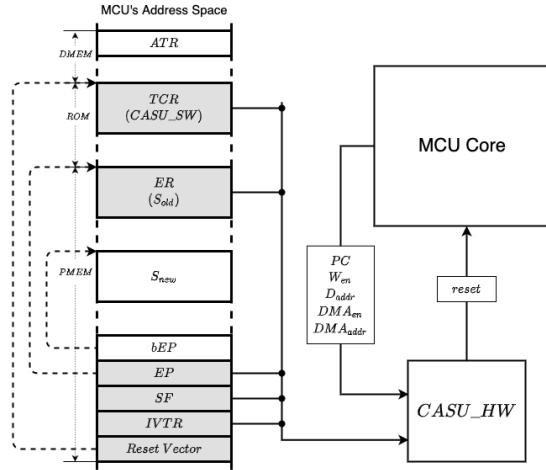 MCU's Address Space
DMEM
ATR
ROM
TCR
(CASU_SW)
MCU Core
ER
(S_old)
PMEM
S_new
PC
W_en
D_addr
DMA_en
DMA_addr
reset
bEP
EP
SF
IVTR
Reset Vector
CASU_HW